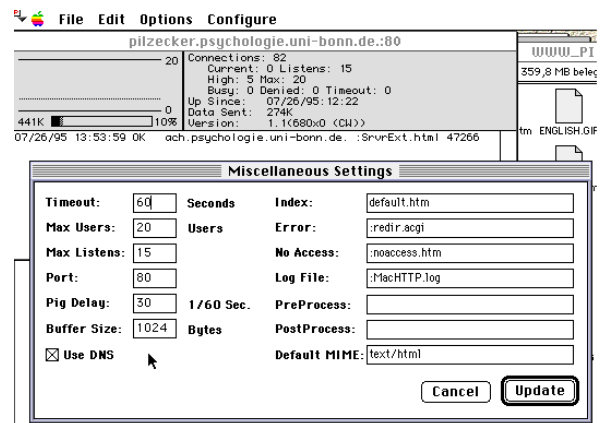 File Edit Options Configure
pilzecker.psychologie.uni-bonn.de.:80
WWW_PI
20
Connections: 82
Current: 0 Listens: 15
High: 5 Max: 20
Busy: 0 Denied: 0 Timeout: 0
Up Since: 07/26/95:12:22
Data Sent: 274K
Version: 1.1(680x0 (CW))
0
441K 10%
359,8 MB beleg
07/26/95 13:53:59 OK ach.psychologie.uni-bonn.de. :SrvrExt.html 47266
tm ENGLISH.GIF
Miscellaneous Settings
Timeout: 60 Seconds Index: default.htm
Max Users: 20 Users Error: :redir.acgi
Max Listens: 15 No Access: :noaccess.htm
Port: 80 Log File: :MacHTTP.log
Pig Delay: 30 1/60 Sec. PreProcess:
Buffer Size: 1024 Bytes PostProcess:
Use DNS Default MIME: text/html
Cancel Update